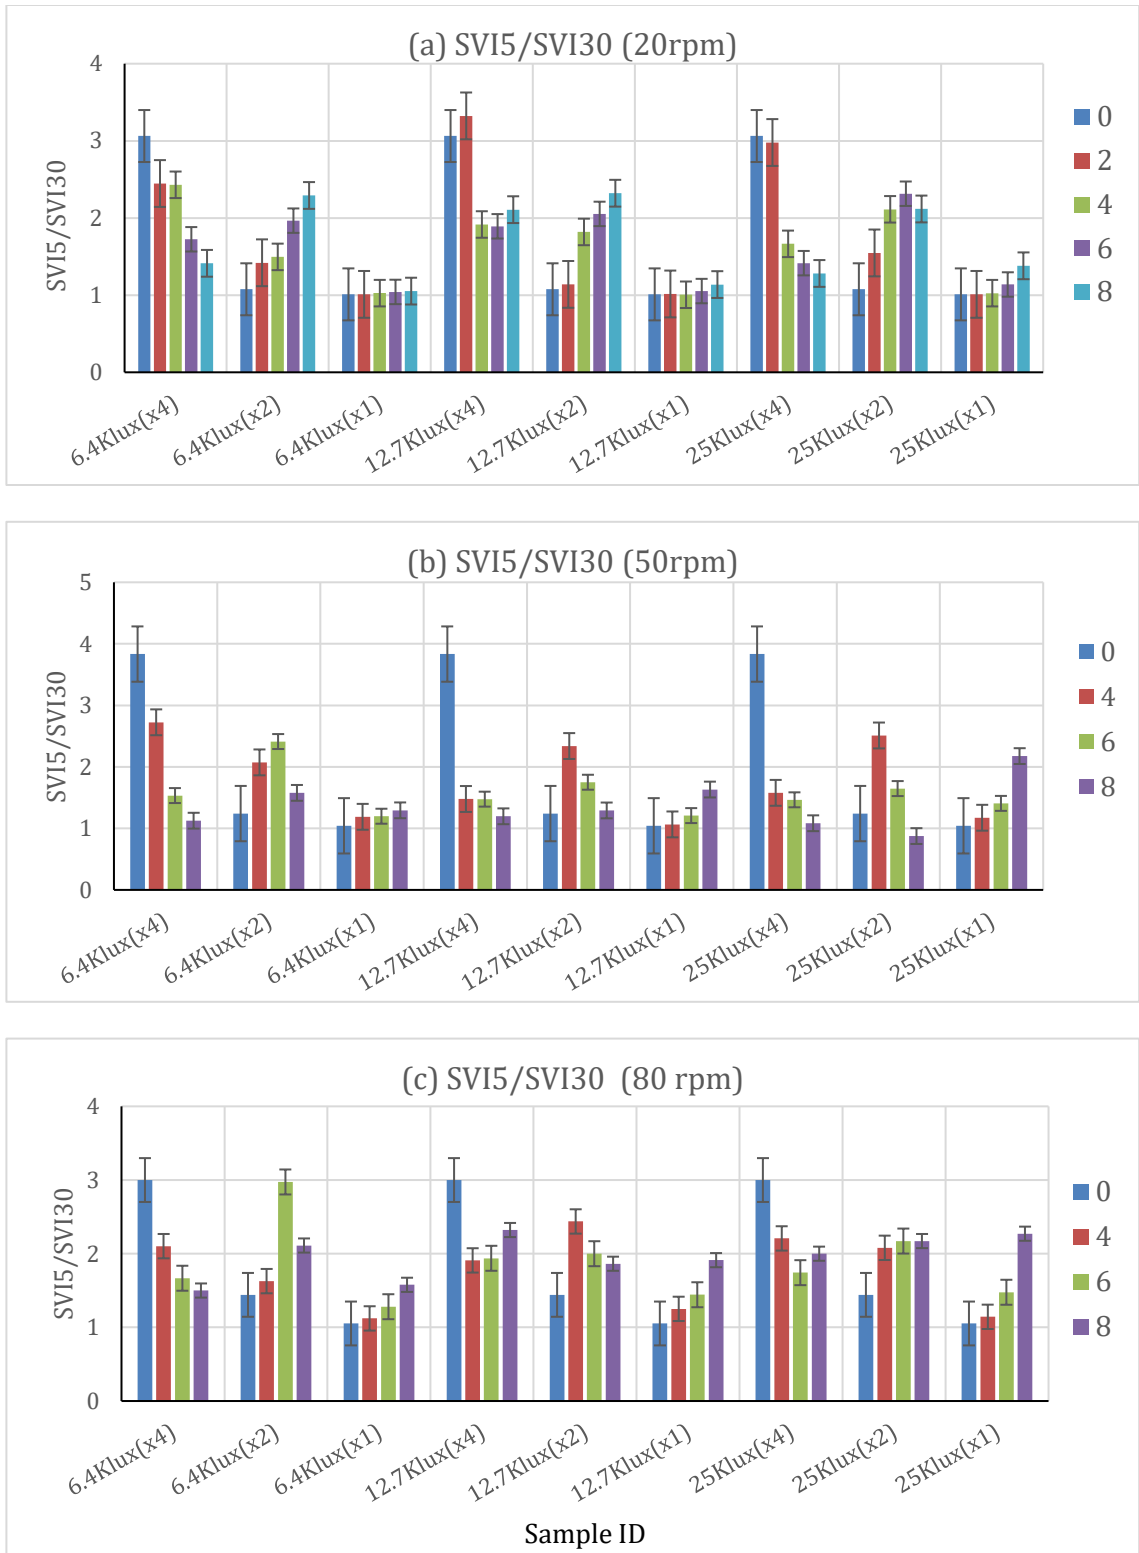 (a) SVI5/SVI30 (20rpm)
SVI5/SVI30
4
3
2
1
0
6.4Klux(x4)
6.4Klux(x2)
6.4Klux(x1)
12.7Klux(x4)
12.7Klux(x2)
12.7Klux(x1)
25Klux(x4)
25Klux(x2)
25Klux(x1)
0
2
4
6
8
(b) SVI5/SVI30 (50rpm)
SVI5/SVI30
5
4
3
2
1
0
6.4Klux(x4)
6.4Klux(x2)
6.4Klux(x1)
12.7Klux(x4)
12.7Klux(x2)
12.7Klux(x1)
25Klux(x4)
25Klux(x2)
25Klux(x1)
0
4
6
8
(c) SVI5/SVI30 (80 rpm)
SVI5/SVI30
4
3
2
1
0
6.4Klux(x4)
6.4Klux(x2)
6.4Klux(x1)
12.7Klux(x4)
12.7Klux(x2)
12.7Klux(x1)
25Klux(x4)
25Klux(x2)
25Klux(x1)
0
4
6
8
Sample ID